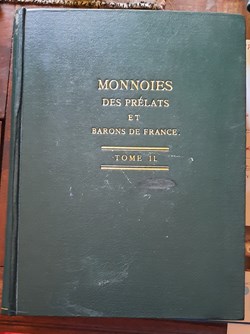 MONNOIES
DES PRÉLATS
ET
BARONS DE FRANCE.
TOME II.